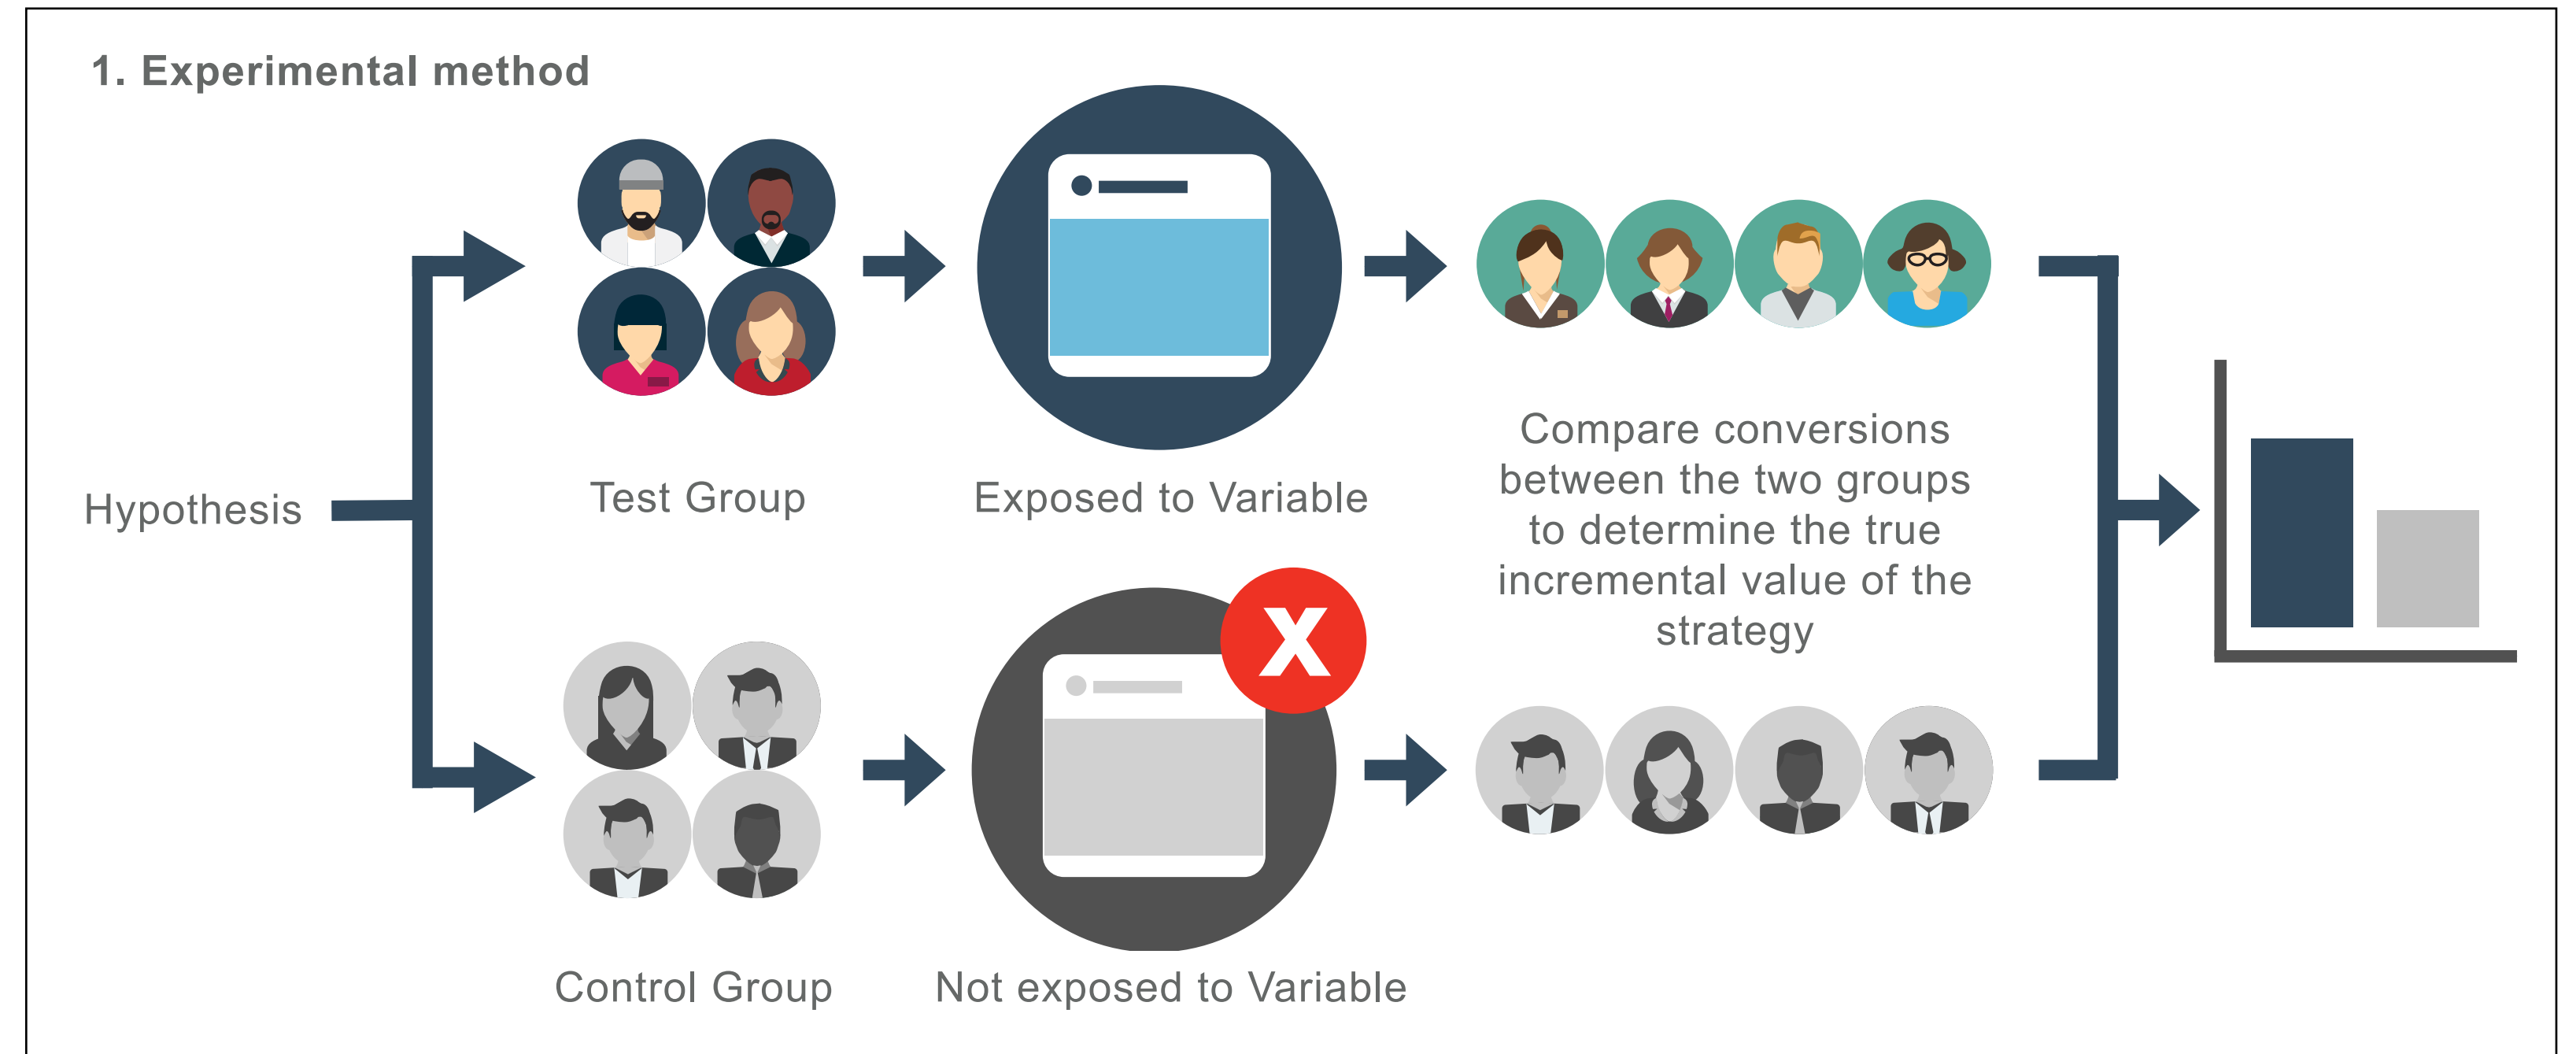 1. Experimental method
Hypothesis
Test Group
Exposed to Variable
Compare conversions
between the two groups
to determine the true
incremental value of the
strategy
X
Control Group
Not exposed to Variable